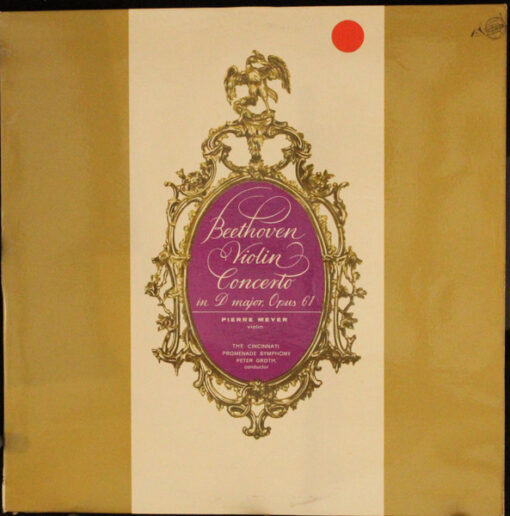 Beethoven
Violin
Concerto
in D major, Opus 61
PIERRE MEYER
violin
THE CINCINNATI
PROMENADE SYMPHONY
PETER GROTH,
conductor